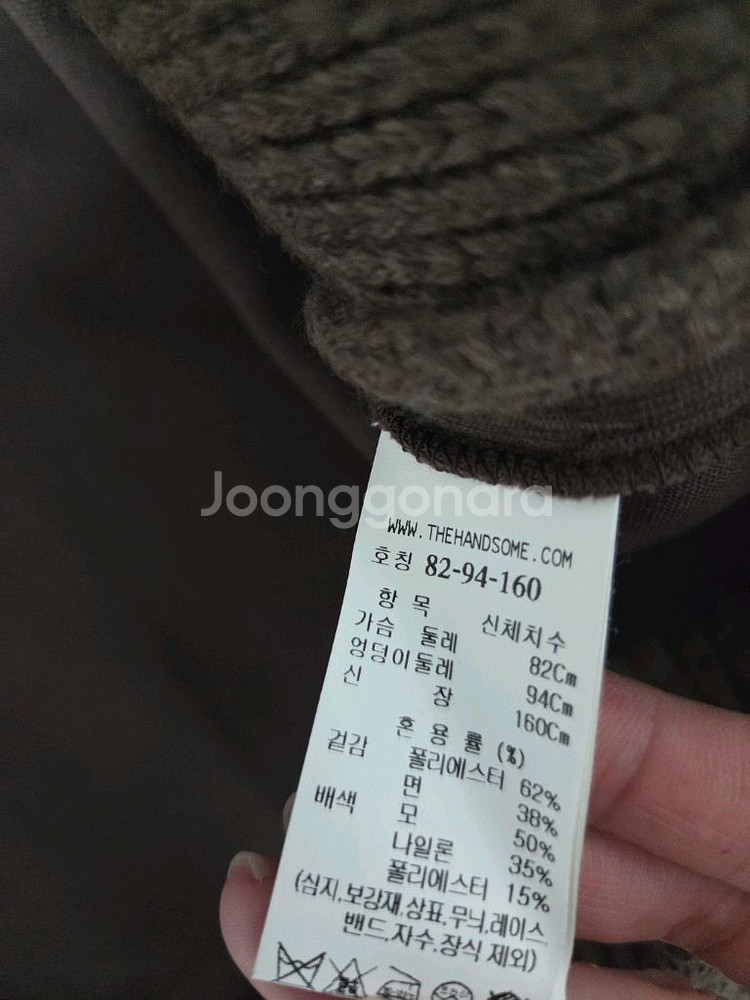 Joonggonara
WWW.THEHANDSOME.COM
호칭 82-94-160
항 목 신체치수
가슴 둘레 82Cm
엉덩이둘레 94Cm
신 장 160Cm
혼 용 률 (%)
겉감 폴리에스터 62%
면 38%
배색 모 50%
나일론 35%
폴리에스터 15%
(심지,보강재,상표,무늬,레이스,
밴드,자수,장식 제외)